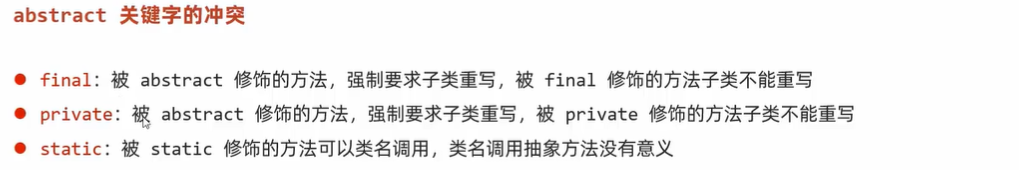 abstract 关键字的冲突
final: 被 abstract 修饰的方法，强制要求子类重写，被 final 修饰的方法子类不能重写
private: 被 abstract 修饰的方法，强制要求子类重写，被 private 修饰的方法子类不能重写
static: 被 static 修饰的方法可以类名调用，类名调用抽象方法没有意义